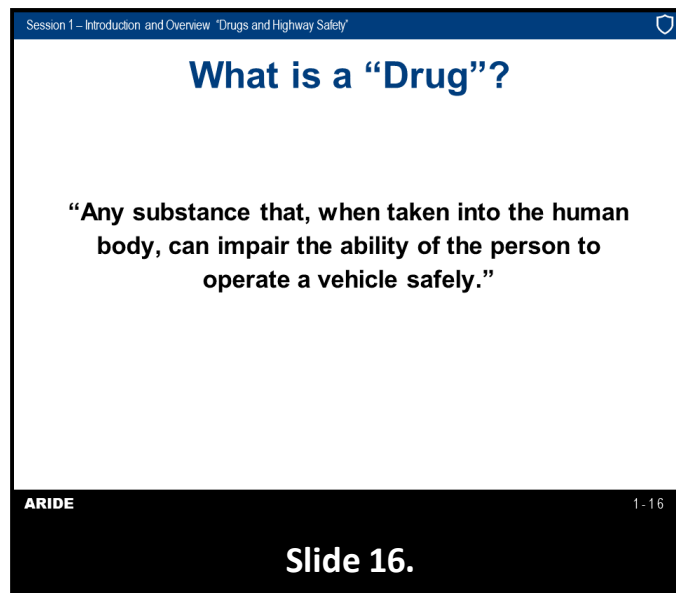 Session 1 – Introduction and Overview "Drugs and Highway Safety"
What is a “Drug”?
“Any substance that, when taken into the human
body, can impair the ability of the person to
operate a vehicle safely.”
ARIDE
1-16
Slide 16.